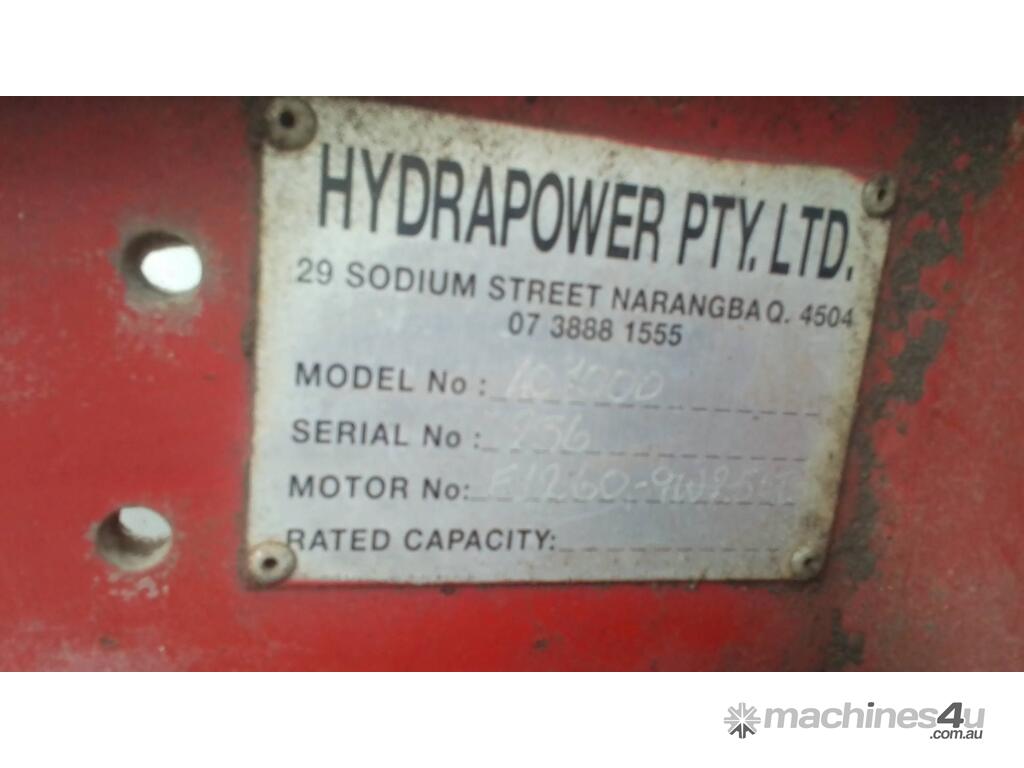 HYDRAPOWER PTY. LTD.
29 SODIUM STREET NARANGBA Q. 4504
07 3888 1555
MODEL No :
SERIAL No : 236
MOTOR No:
RATED CAPACITY:
machines4u
.com.au